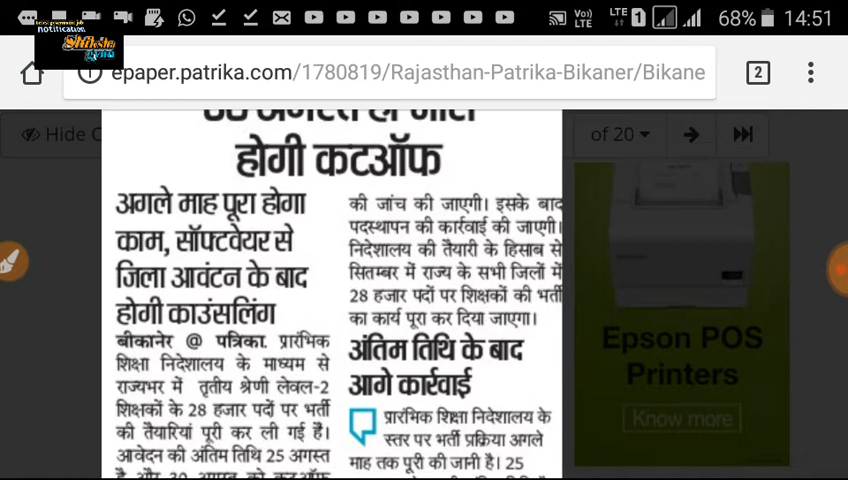 68% 14:51
notification
epaper.patrika.com/1780819/Rajasthan-Patrika-Bikaner/Bikane
2
Hide C
of 20
होगी कटऑफ
अगले माह पूरा होगा
काम, सॉफ्टवेयर से
जिला आवंटन के बाद
होगी काउंसलिंग
बीकानेर @ पत्रिका. प्रारंभिक
शिक्षा निदेशालय के माध्यम से
राज्यभर में तृतीय श्रेणी लेवल-2
शिक्षकों के 28 हजार पदों पर भर्ती
की तैयारियां पूरी कर ली गई हैं।
आवेदन की अंतिम तिथि 25 अगस्त
की जांच की जाएगी। इसके बाद
पदस्थापन की कार्रवाई की जाएगी।
निदेशालय की तैयारी के हिसाब से
सितम्बर में राज्य के सभी जिलों में
28 हजार पदों पर शिक्षकों की भर्ती
का कार्य पूरा कर दिया जाएगा।
अंतिम तिथि के बाद
आगे कार्रवाई
प्रारंभिक शिक्षा निदेशालय के
स्तर पर भर्ती प्रक्रिया अगले
माह तक पूरी की जानी है। 25
Epson POS
Printers
Know more